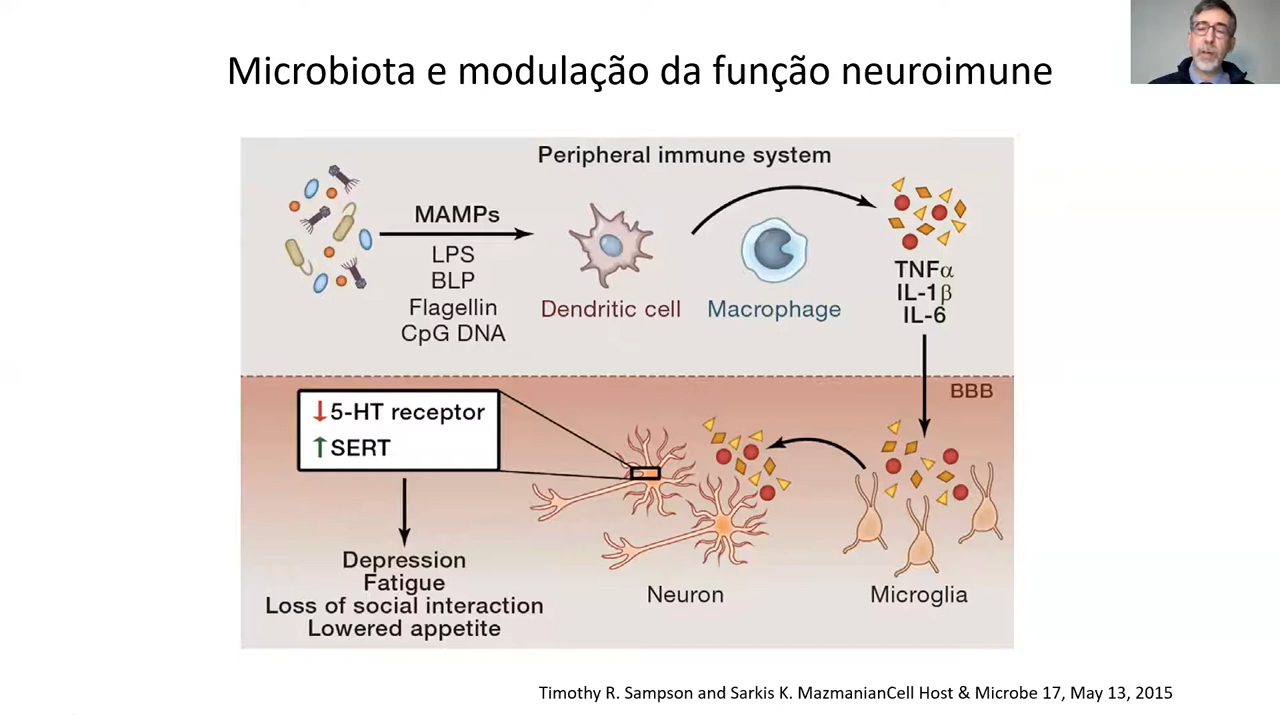 Microbiota e modulação da função neuroimune
Peripheral immune system
MAMPs
LPS
BLP
Flagellin
CpG DNA
Dendritic cell
Macrophage
TNFα
IL-1β
IL-6
BBB
↓5-HT receptor
↑SERT
Depression
Fatigue
Loss of social interaction
Lowered appetite
Neuron
Microglia
Timothy R. Sampson and Sarkis K. MazmanianCell Host & Microbe 17, May 13, 2015